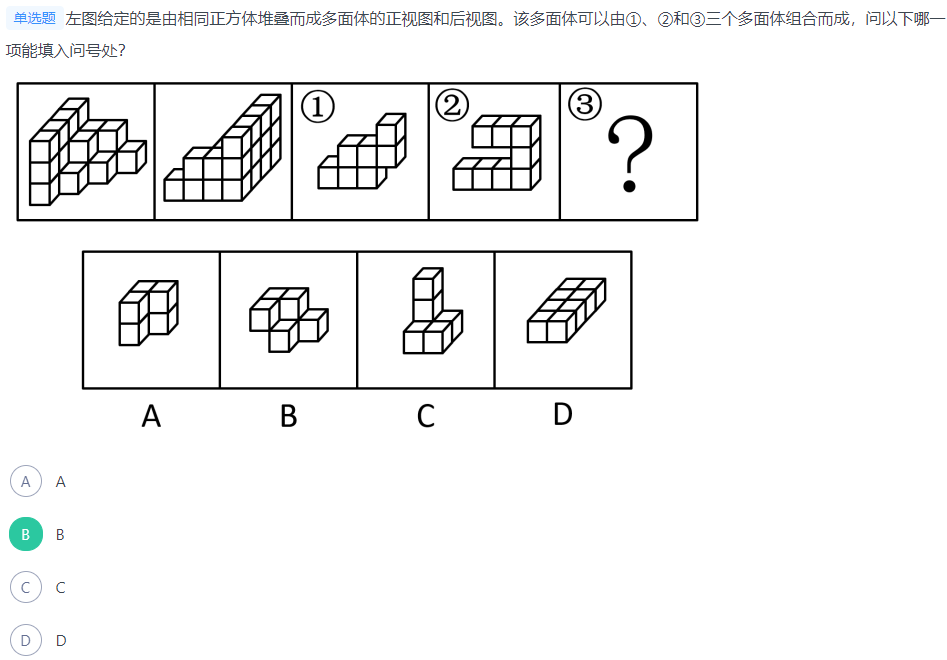 单选题 左图给定的是由相同正方体堆叠而成多面体的正视图和后视图。该多面体可以由①、②和③三个多面体组合而成，问以下哪一
项能填入问号处?
① ② ③ ?
A B C D
A A
B B
C C
D D